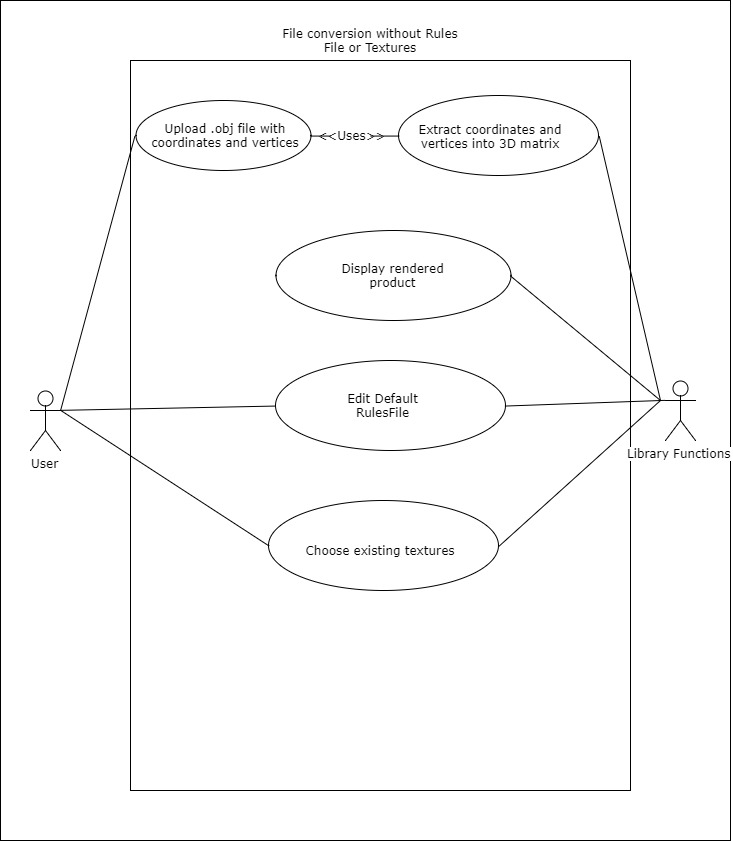 File conversion without Rules
File or Textures
Upload .obj file with
coordinates and vertices
<Uses>
Extract coordinates and
vertices into 3D matrix
Display rendered
product
Edit Default
RulesFile
User
Library Functions
Choose existing textures